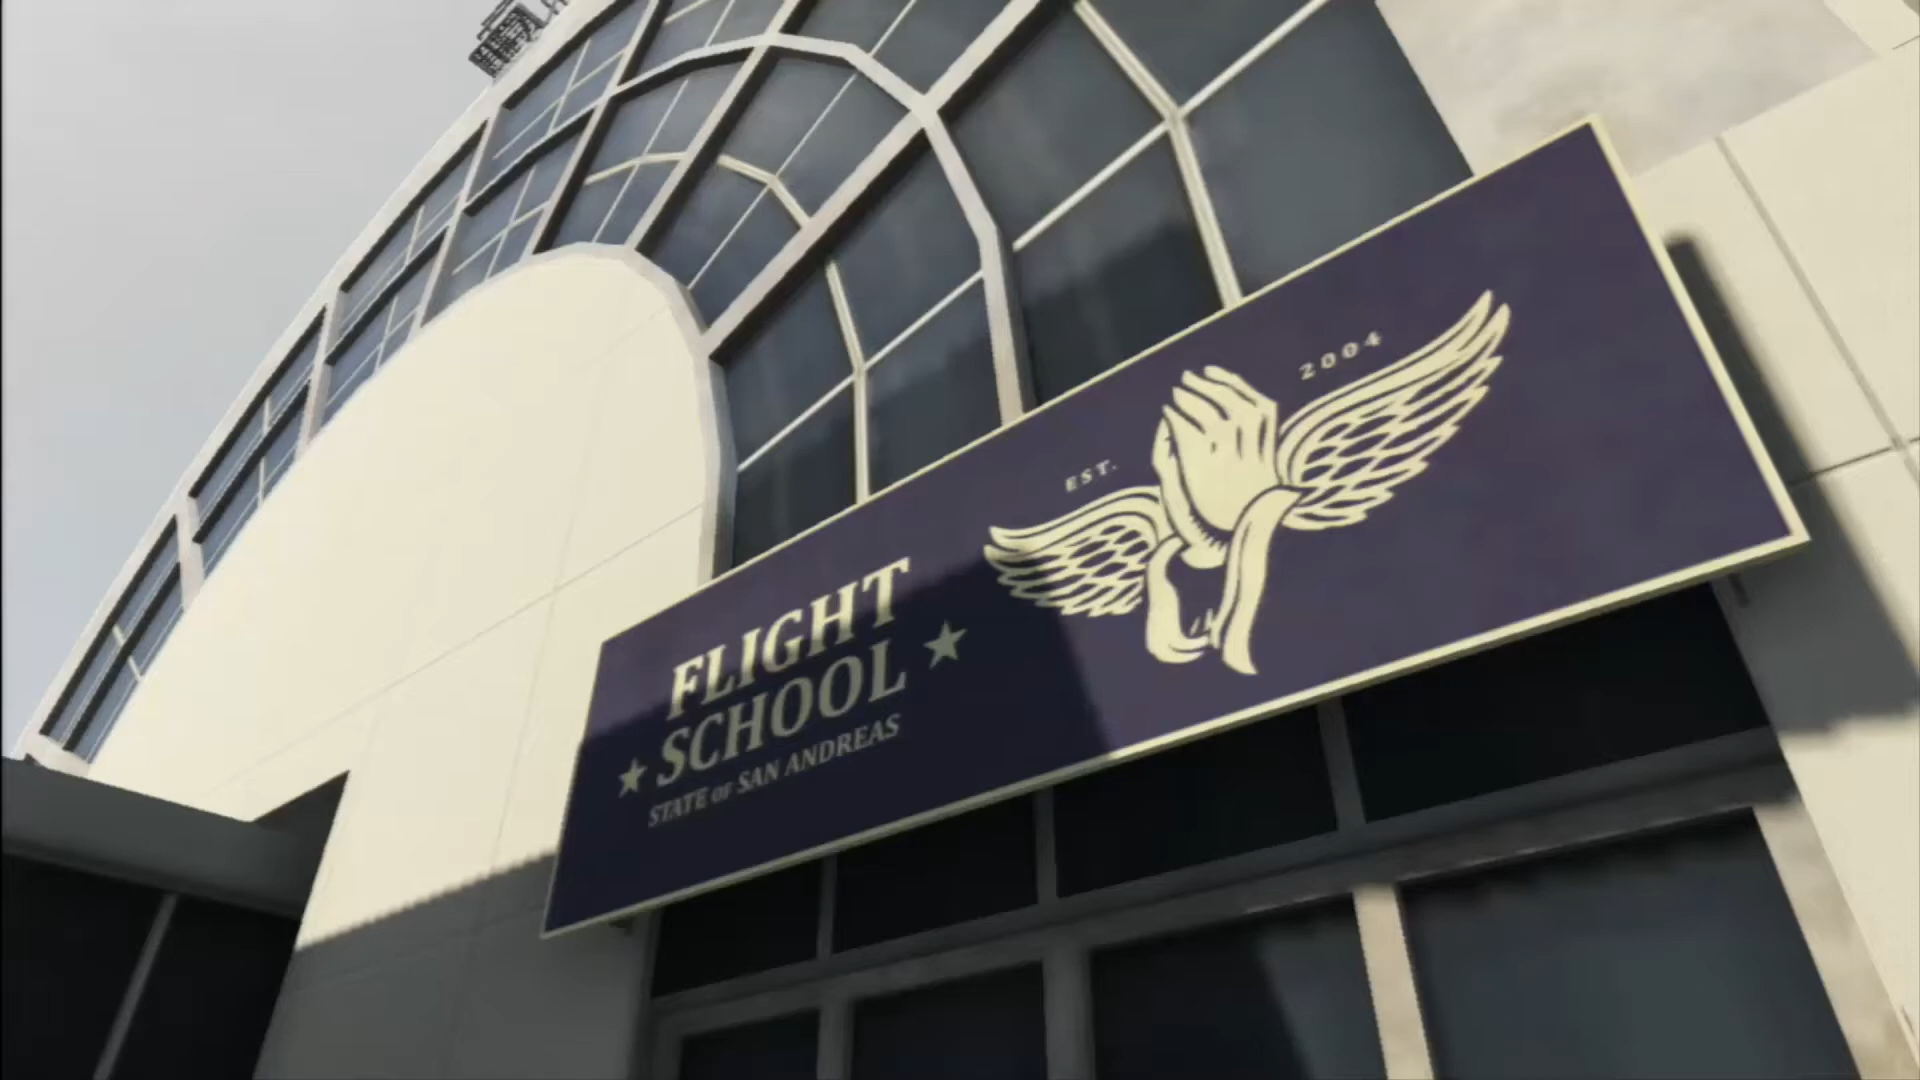 FLIGHT
SCHOOL
STATE OF SAN ANDREAS
EST.
2004